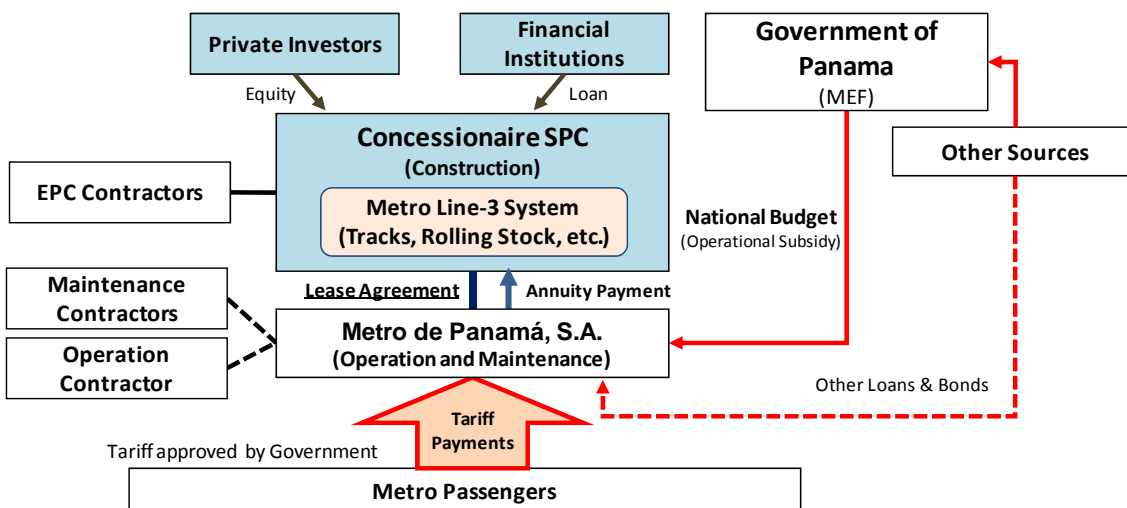 Private Investors
Financial
Institutions
Government of
Panama
(MEF)
Equity
Loan
Concessionaire SPC
(Construction)
Other Sources
EPC Contractors
Metro Line-3 System
(Tracks, Rolling Stock, etc.)
National Budget
(Operational Subsidy)
Maintenance
Contractors
Lease Agreement
Annuity Payment
Metro de Panamá, S.A.
(Operation and Maintenance)
Operation
Contractor
Other Loans & Bonds
Tariff
Payments
Tariff approved by Government
Metro Passengers